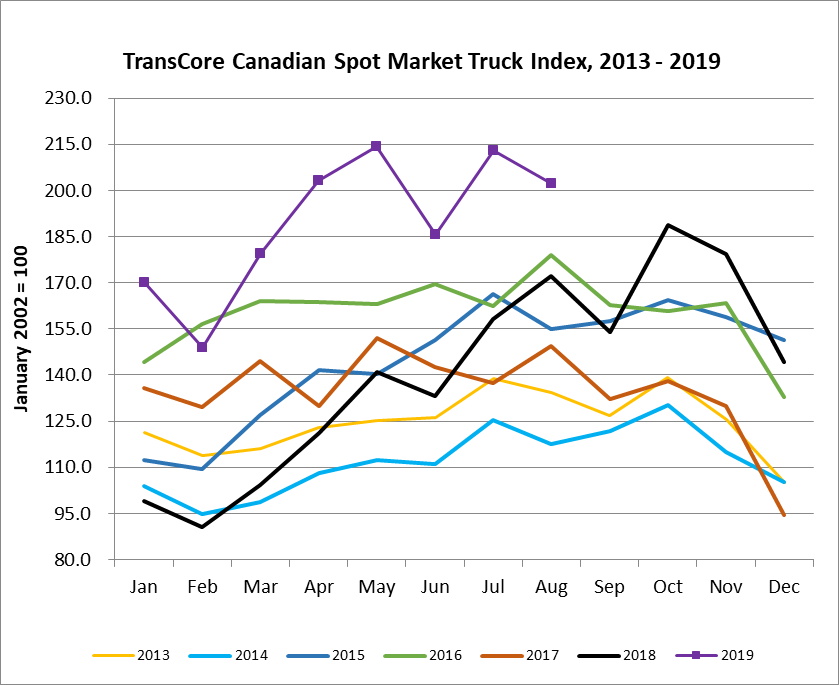 TransCore Canadian Spot Market Truck Index, 2013 - 2019
January 2002 = 100
230.0
215.0
200.0
185.0
170.0
155.0
140.0
125.0
110.0
95.0
80.0
Jan Feb Mar Apr May Jun Jul Aug Sep Oct Nov Dec
2013 2014 2015 2016 2017 2018 2019